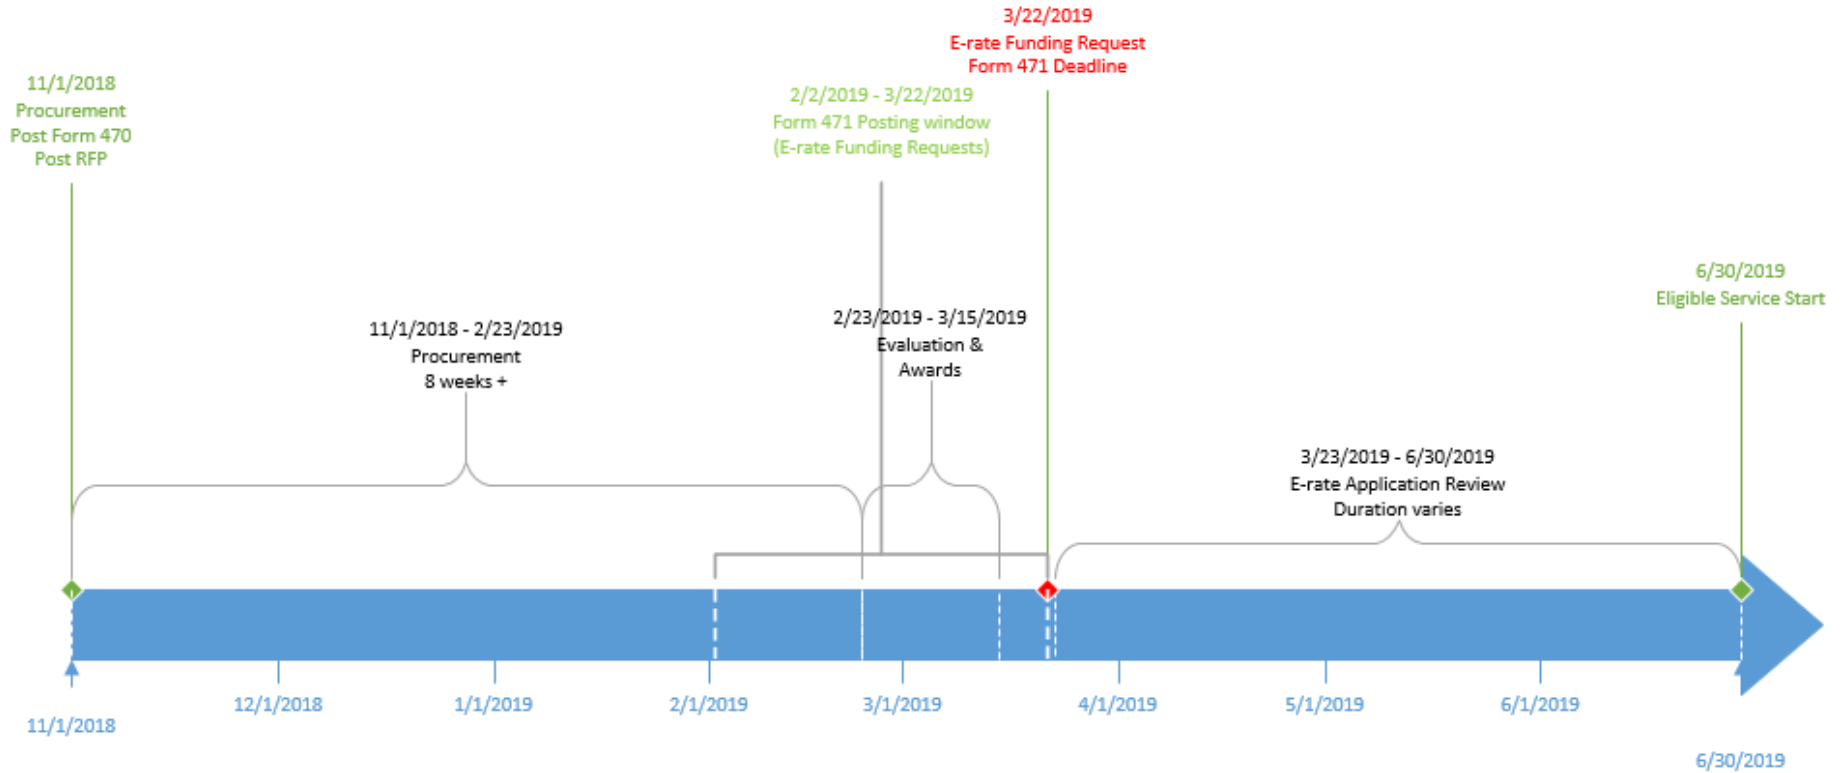 3/22/2019
E-rate Funding Request
Form 471 Deadline
11/1/2018
Procurement
Post Form 470
Post RFP
2/2/2019 - 3/22/2019
Form 471 Posting window
(E-rate Funding Requests)
6/30/2019
Eligible Service Start
11/1/2018 - 2/23/2019
Procurement
8 weeks +
2/23/2019 - 3/15/2019
Evaluation &
Awards
3/23/2019 - 6/30/2019
E-rate Application Review
Duration varies
11/1/2018
12/1/2018
1/1/2019
2/1/2019
3/1/2019
4/1/2019
5/1/2019
6/1/2019
6/30/2019